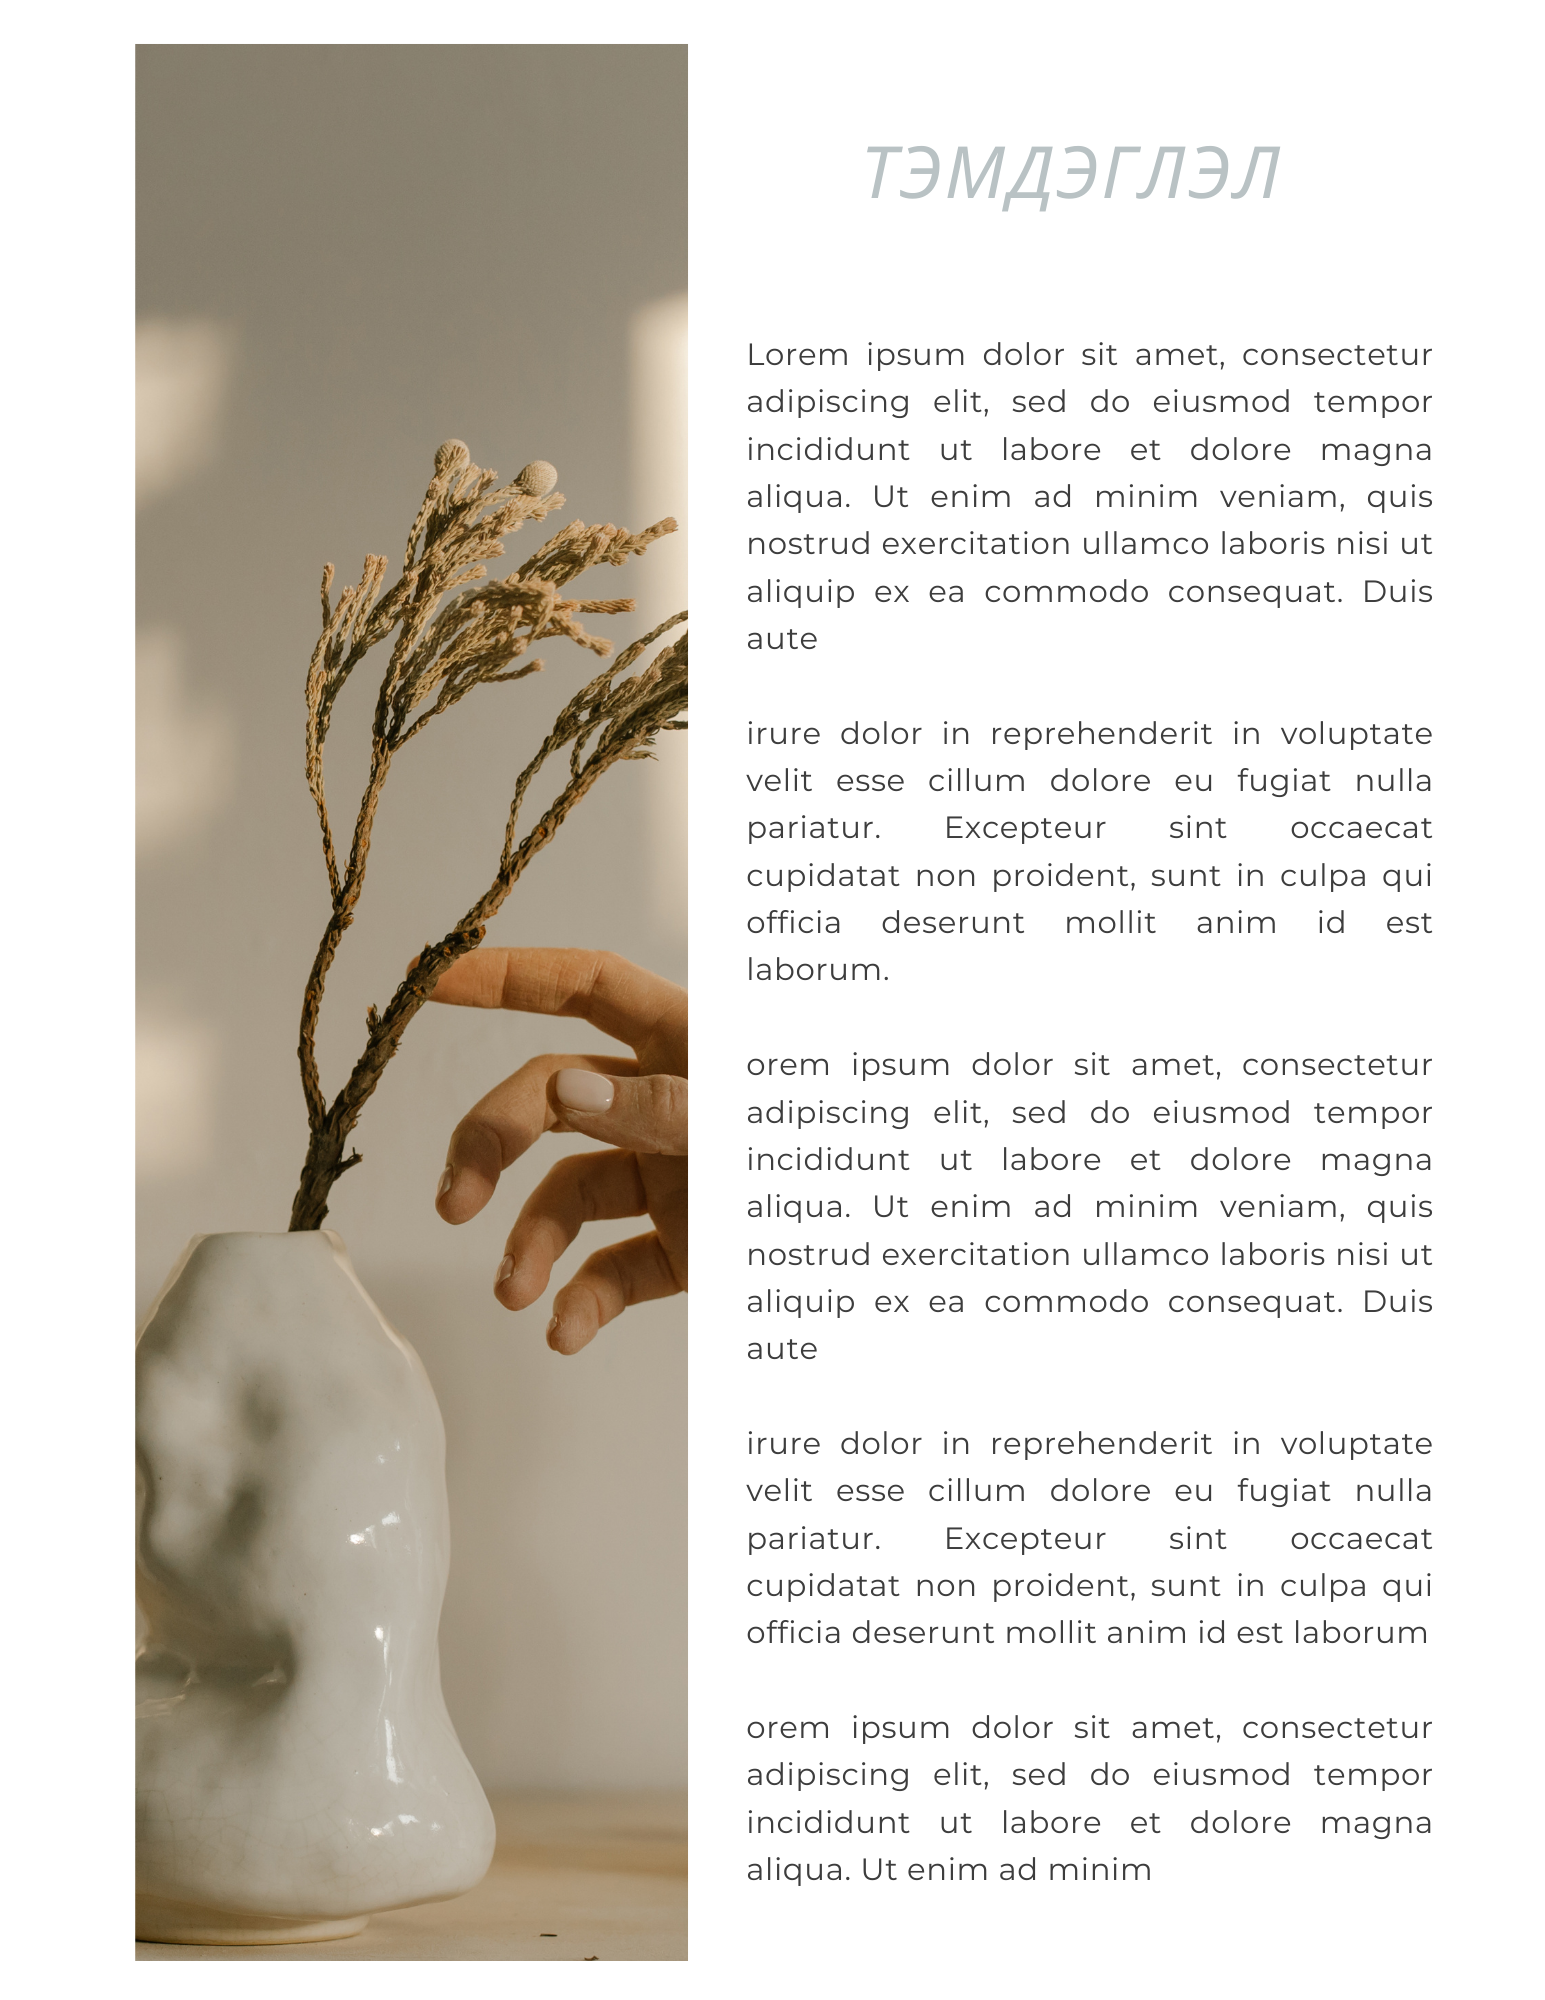 ТЭМДЭГЛЭЛ
Lorem ipsum dolor sit amet, consectetur
adipiscing elit, sed do eiusmod tempor
incididunt ut labore et dolore magna
aliqua. Ut enim ad minim veniam, quis
nostrud exercitation ullamco laboris nisi ut
aliquip ex ea commodo consequat. Duis
aute
irure dolor in reprehenderit in voluptate
velit esse cillum dolore eu fugiat nulla
pariatur. Excepteur sint occaecat
cupidatat non proident, sunt in culpa qui
officia deserunt mollit anim id est
laborum.
orem ipsum dolor sit amet, consectetur
adipiscing elit, sed do eiusmod tempor
incididunt ut labore et dolore magna
aliqua. Ut enim ad minim veniam, quis
nostrud exercitation ullamco laboris nisi ut
aliquip ex ea commodo consequat. Duis
aute
irure dolor in reprehenderit in voluptate
velit esse cillum dolore eu fugiat nulla
pariatur. Excepteur sint occaecat
cupidatat non proident, sunt in culpa qui
officia deserunt mollit anim id est laborum
orem ipsum dolor sit amet, consectetur
adipiscing elit, sed do eiusmod tempor
incididunt ut labore et dolore magna
aliqua. Ut enim ad minim